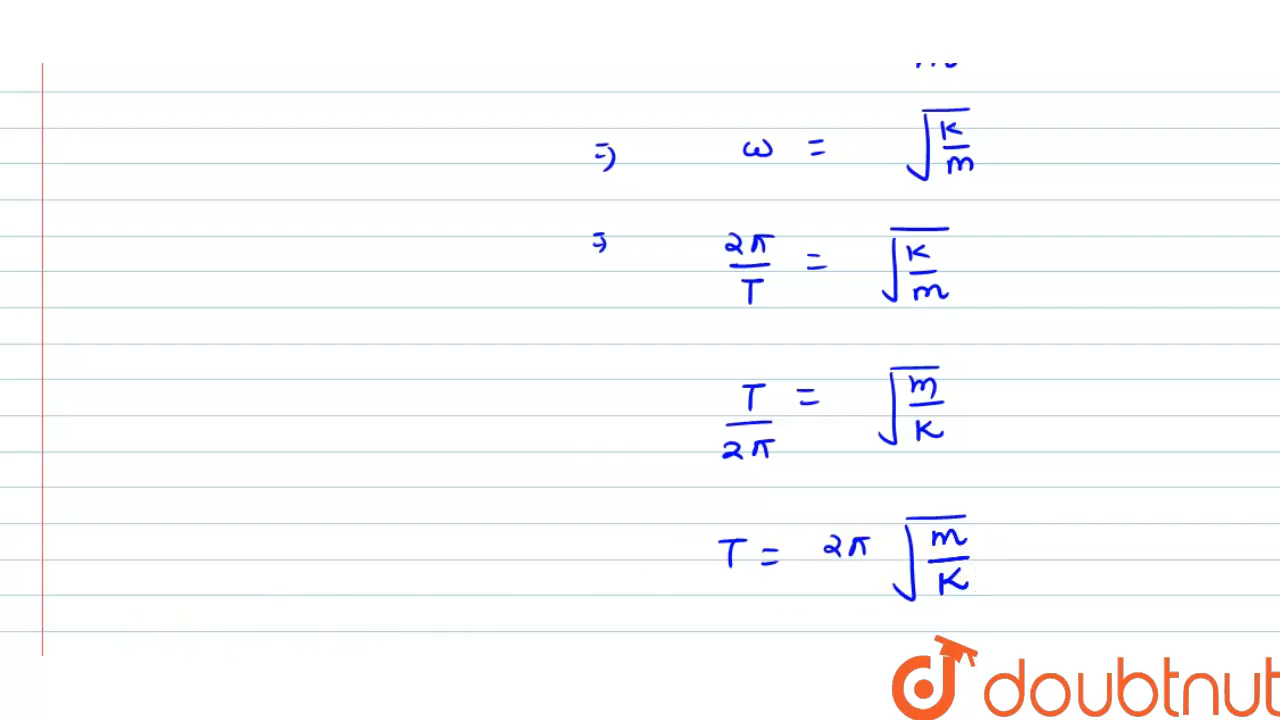 ⇒ ω = √(K/m)
⇒ 2π/T = √(K/m)
T/2π = √(m/K)
T = 2π √(m/K)
doubtnut